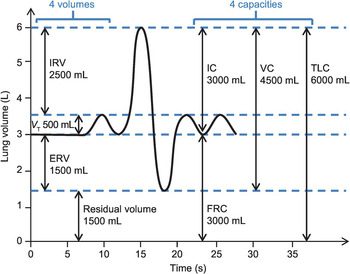 4 volumes
4 capacities
6
5
4
3
2
1
0
Lung volume (L)
IRV
2500 mL
VT 500 mL
ERV
1500 mL
Residual volume
1500 mL
IC
3000 mL
FRC
3000 mL
VC
4500 mL
TLC
6000 mL
0
5
10
15
20
25
30
35
Time (s)